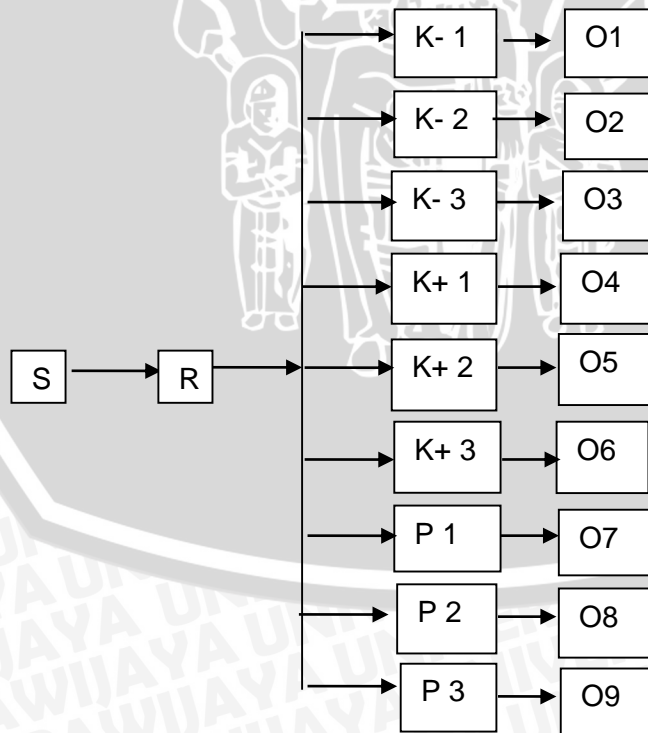 K- 1 O1
K- 2 O2
K- 3 O3
K+ 1 O4
S R K+ 2 O5
K+ 3 O6
P 1 O7
P 2 O8
P 3 O9